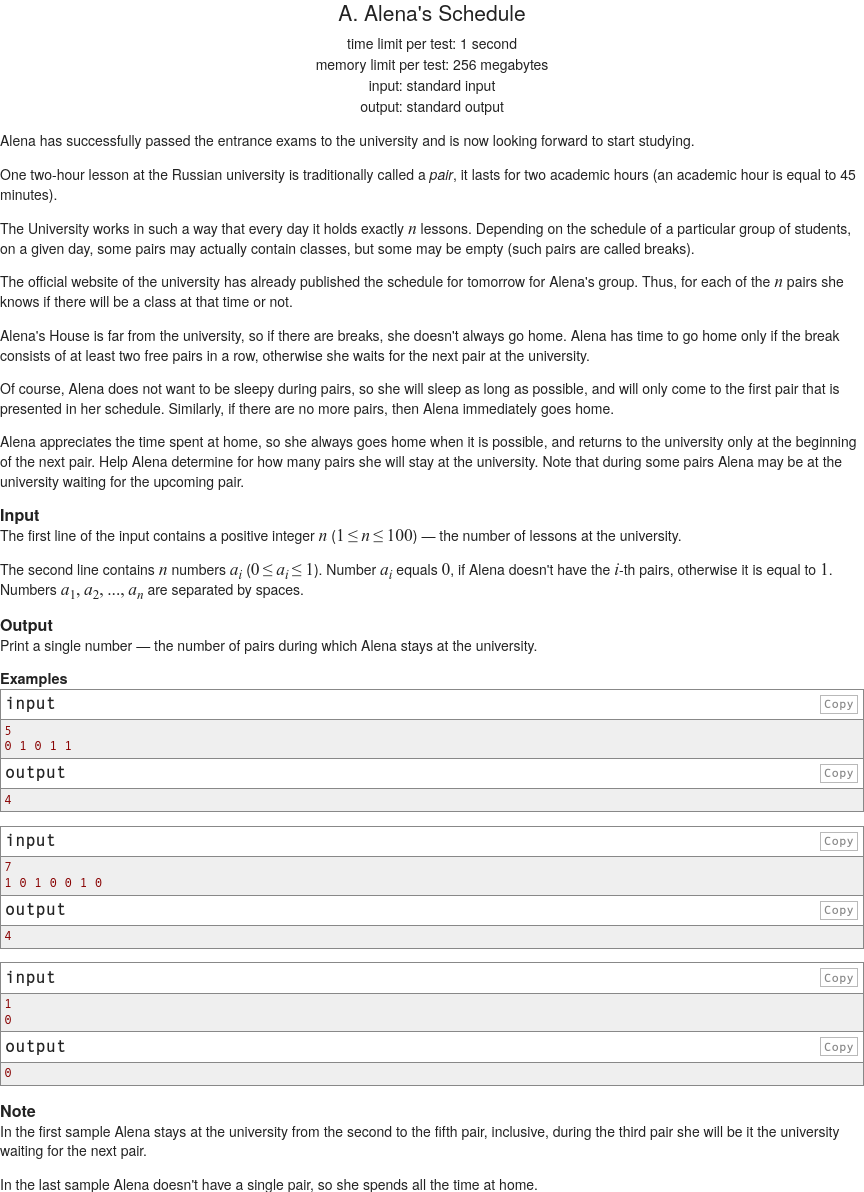 A. Alena's Schedule
time limit per test: 1 second
memory limit per test: 256 megabytes
input: standard input
output: standard output
Alena has successfully passed the entrance exams to the university and is now looking forward to start studying.
One two-hour lesson at the Russian university is traditionally called a pair, it lasts for two academic hours (an academic hour is equal to 45
minutes).
The University works in such a way that every day it holds exactly n lessons. Depending on the schedule of a particular group of students,
on a given day, some pairs may actually contain classes, but some may be empty (such pairs are called breaks).
The official website of the university has already published the schedule for tomorrow for Alena's group. Thus, for each of the n pairs she
knows if there will be a class at that time or not.
Alena's House is far from the university, so if there are breaks, she doesn't always go home. Alena has time to go home only if the break
consists of at least two free pairs in a row, otherwise she waits for the next pair at the university.
Of course, Alena does not want to be sleepy during pairs, so she will sleep as long as possible, and will only come to the first pair that is
presented in her schedule. Similarly, if there are no more pairs, then Alena immediately goes home.
Alena appreciates the time spent at home, so she always goes home when it is possible, and returns to the university only at the beginning
of the next pair. Help Alena determine for how many pairs she will stay at the university. Note that during some pairs Alena may be at the
university waiting for the upcoming pair.
Input
The first line of the input contains a positive integer n (1 ≤ n ≤ 100) — the number of lessons at the university.
The second line contains n numbers a_i (0 ≤ a_i ≤ 1). Number a_i equals 0, if Alena doesn't have the i-th pairs, otherwise it is equal to 1.
Numbers a_1, a_2, ..., a_n are separated by spaces.
Output
Print a single number — the number of pairs during which Alena stays at the university.
Examples
input Copy
5
0 1 0 1 1
output Copy
4
input Copy
7
1 0 1 0 0 1 0
output Copy
4
input Copy
1
0
output Copy
0
Note
In the first sample Alena stays at the university from the second to the fifth pair, inclusive, during the third pair she will be it the university
waiting for the next pair.
In the last sample Alena doesn't have a single pair, so she spends all the time at home.